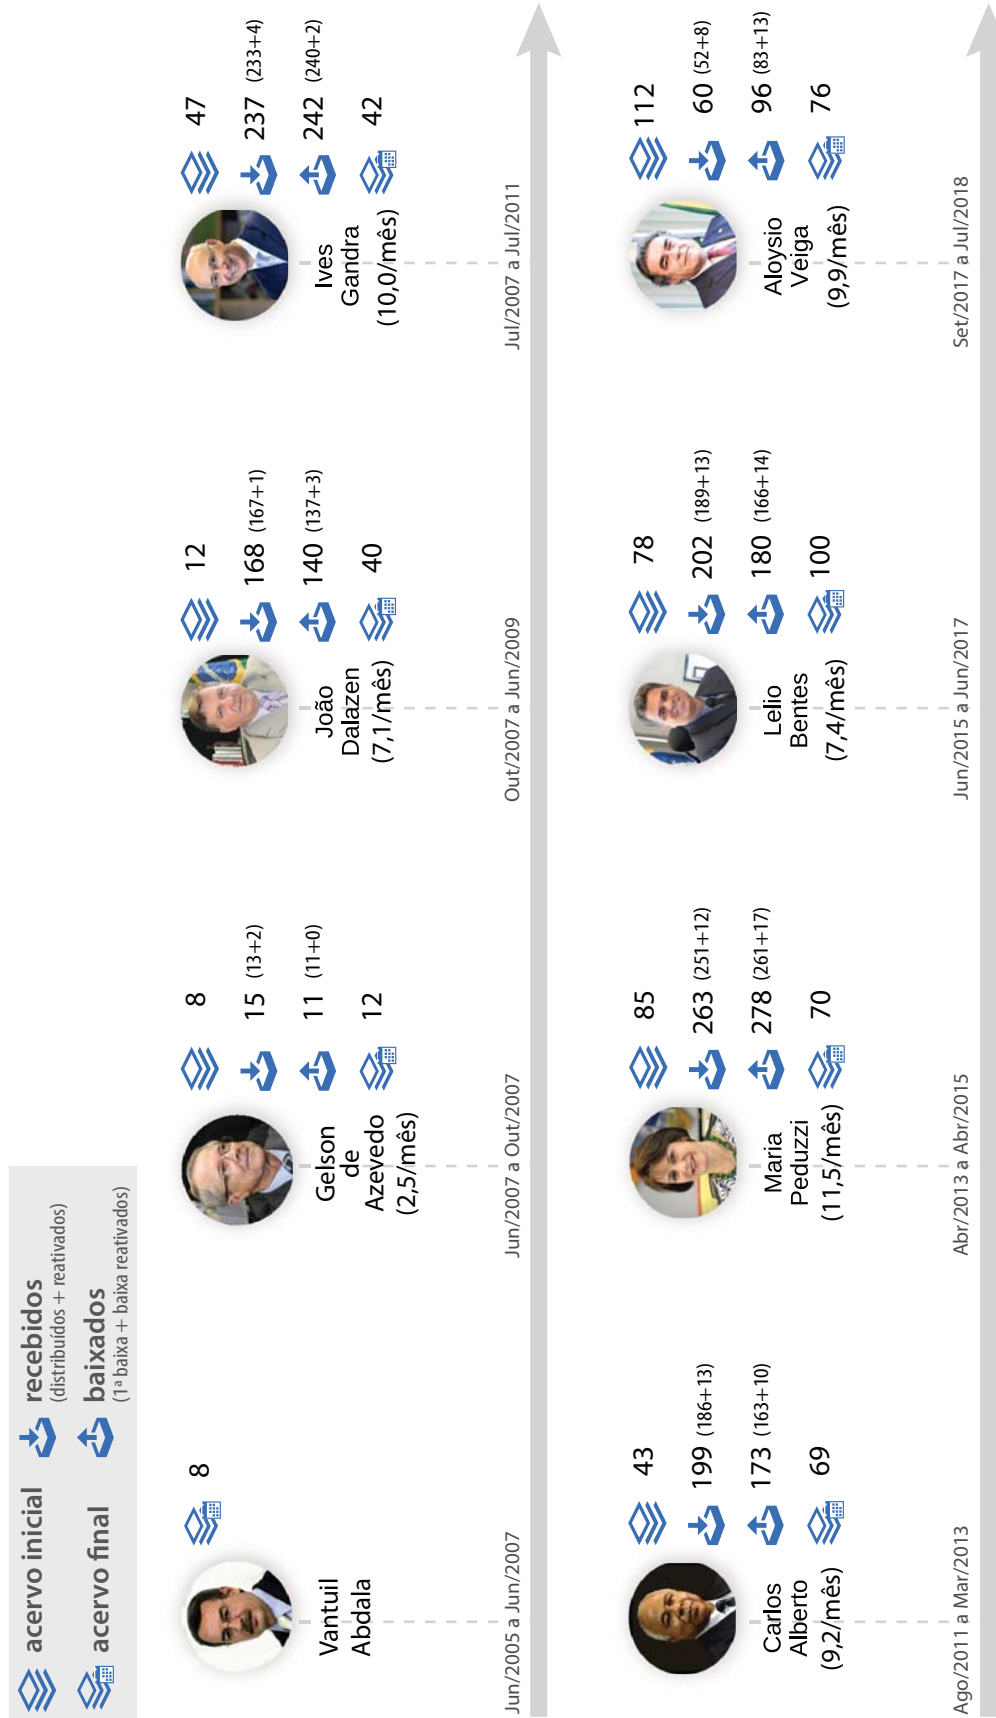 acervo inicial
recebidos
(distribuídos + reativados)
acervo final
baixados
(1ª baixa + baixa reativados)
Vantuil
Abdala
8
Jun/2005 a Jun/2007
Gelson
de
Azevedo
(2,5/mês)
8
15 (13+2)
11 (11+0)
12
Jun/2007 a Out/2007
João
Dalazen
(7,1/mês)
12
168 (167+1)
140 (137+3)
40
Out/2007 a Jun/2009
Ives
Gandra
(10,0/mês)
47
237 (233+4)
242 (240+2)
42
Jul/2007 a Jul/2011
Carlos
Alberto
(9,2/mês)
43
199 (186+13)
173 (163+10)
69
Ago/2011 a Mar/2013
Maria
Peduzzi
(11,5/mês)
85
263 (251+12)
278 (261+17)
70
Abr/2013 a Abr/2015
Lelio
Bentes
(7,4/mês)
78
202 (189+13)
180 (166+14)
100
Jun/2015 a Jun/2017
Aloysio
Veiga
(9,9/mês)
112
60 (52+8)
96 (83+13)
76
Set/2017 a Jul/2018